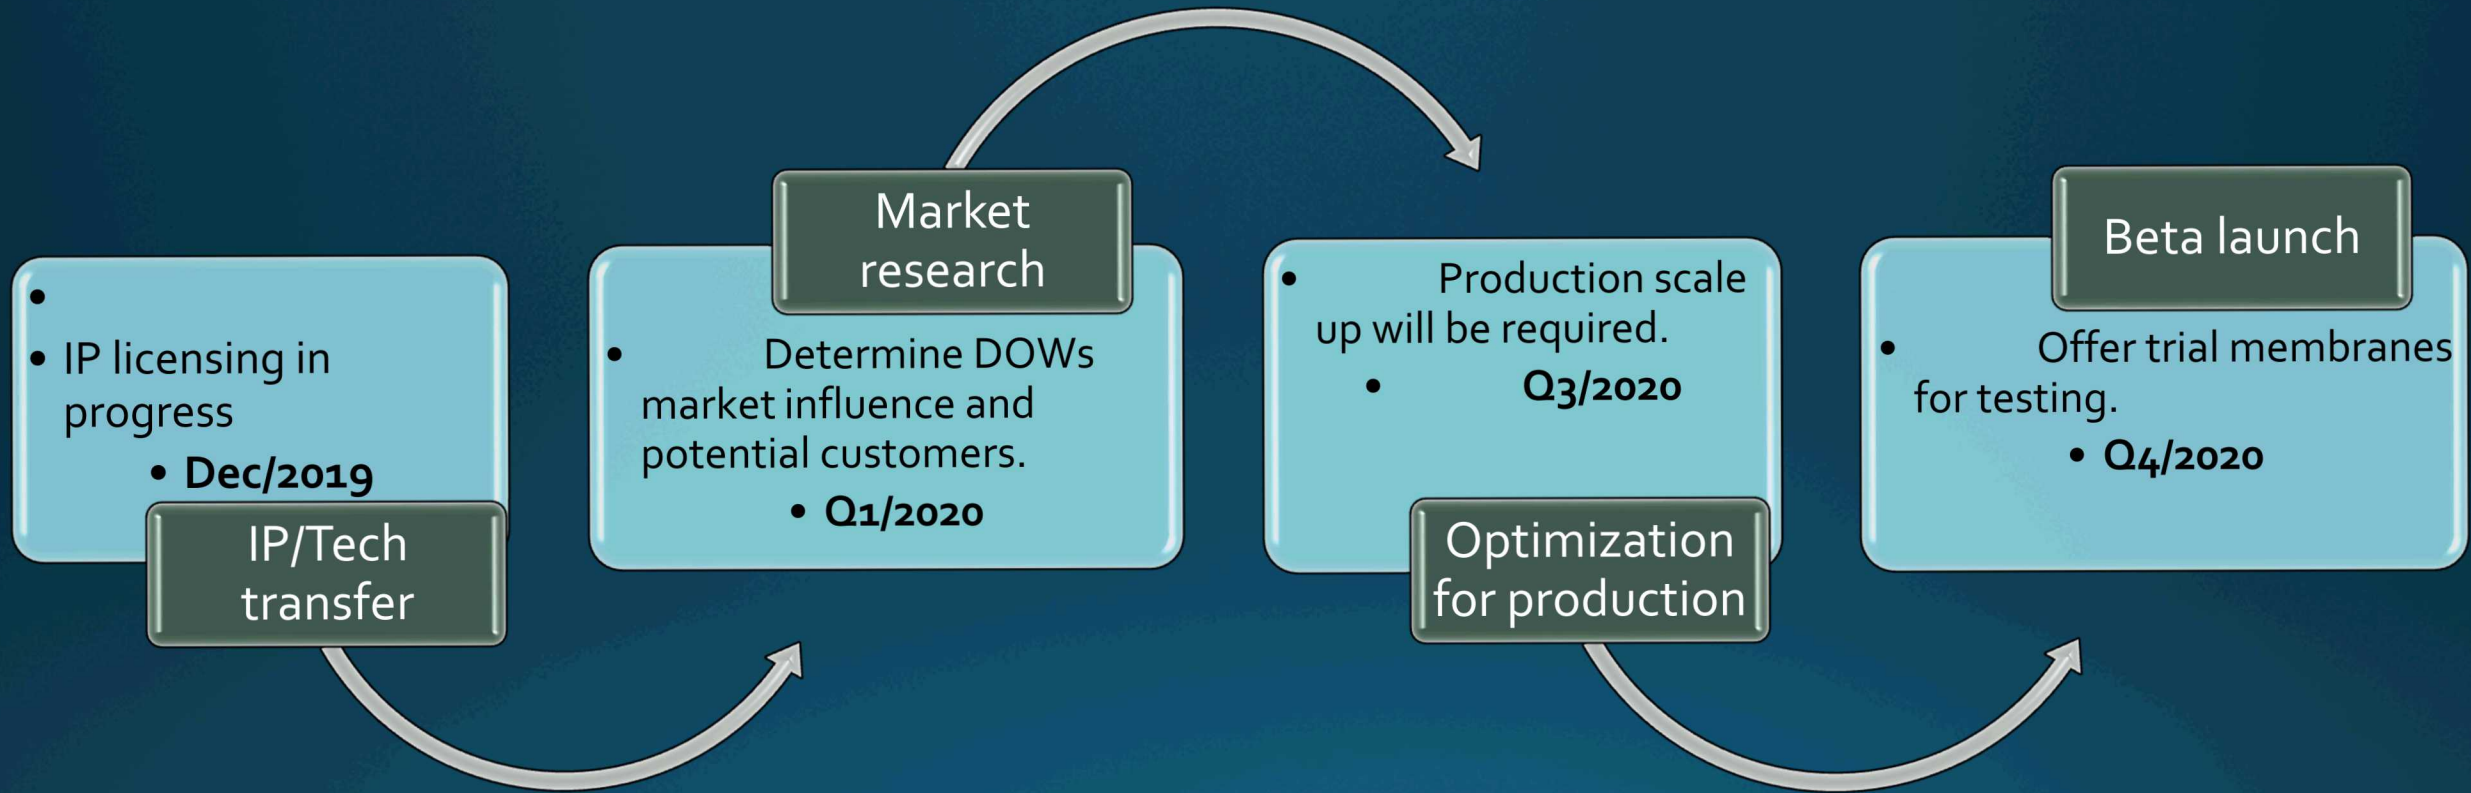 • 
• IP licensing in
progress
• Dec/2019
IP/Tech
transfer
Market
research
• Determine DOWs
market influence and
potential customers.
• Q1/2020
• Production scale
up will be required.
• Q3/2020
Optimization
for production
Beta launch
• Offer trial membranes
for testing.
• Q4/2020